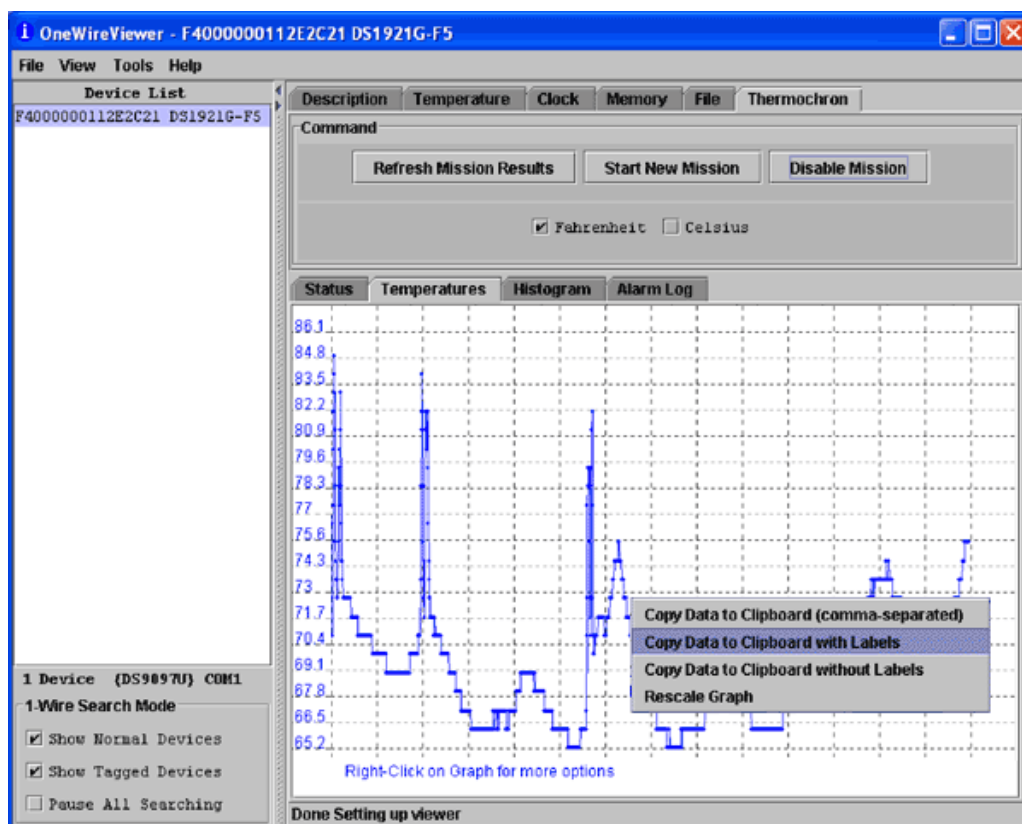 OneWireViewer - F4000000112E2C21 DS1921G-F5
File View Tools Help
Device List
F4000000112E2C21 DS1921G-F5
1 Device (DS9097U) COM1
1-Wire Search Mode
Show Normal Devices
Show Tagged Devices
Pause All Searching
Description Temperature Clock Memory File Thermochron
Command
Refresh Mission Results Start New Mission Disable Mission
Fahrenheit Celsius
Status Temperatures Histogram Alarm Log
86.1
84.8
83.5
82.2
80.9
79.6
78.3
77
75.6
74.3
73
71.7
70.4
69.1
67.8
66.5
65.2
Copy Data to Clipboard (comma-separated)
Copy Data to Clipboard with Labels
Copy Data to Clipboard without Labels
Rescale Graph
Right-Click on Graph for more options
Done Setting up viewer